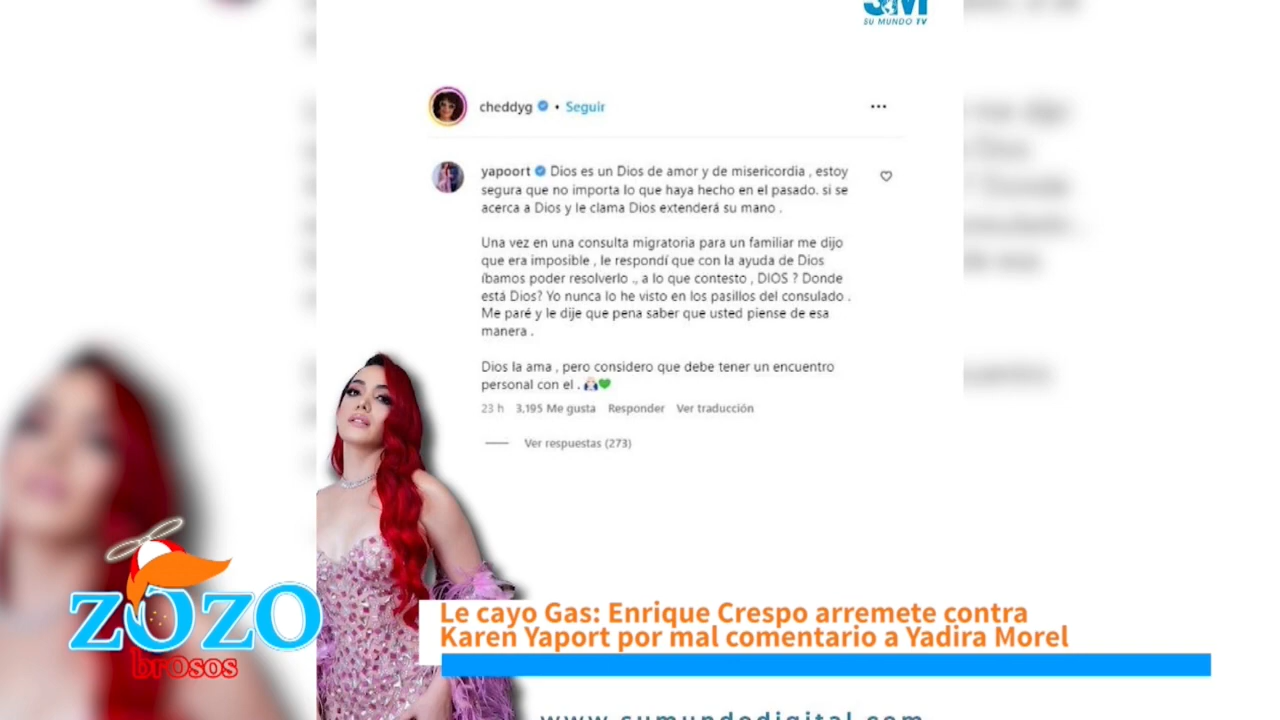 SM
SU MUNDO TV
cheddyg • Seguir
yapoort Dios es un Dios de amor y de misericordia , estoy
segura que no importa lo que haya hecho en el pasado. si se
acerca a Dios y le clama Dios extenderá su mano .
Una vez en una consulta migratoria para un familiar me dijo
que era imposible , le respondí que con la ayuda de Dios
íbamos poder resolverlo ., a lo que contesto , DIOS ? Donde
está Dios? Yo nunca lo he visto en los pasillos del consulado .
Me paré y le dije que pena saber que usted piense de esa
manera .
Dios la ama , pero considero que debe tener un encuentro
personal con el . 
23 h 3,195 Me gusta Responder Ver traducción
Ver respuestas (273)
ZOZO
brosos
Le cayo Gas: Enrique Crespo arremete contra
Karen Yaport por mal comentario a Yadira Morel
www.sumundodigital.com